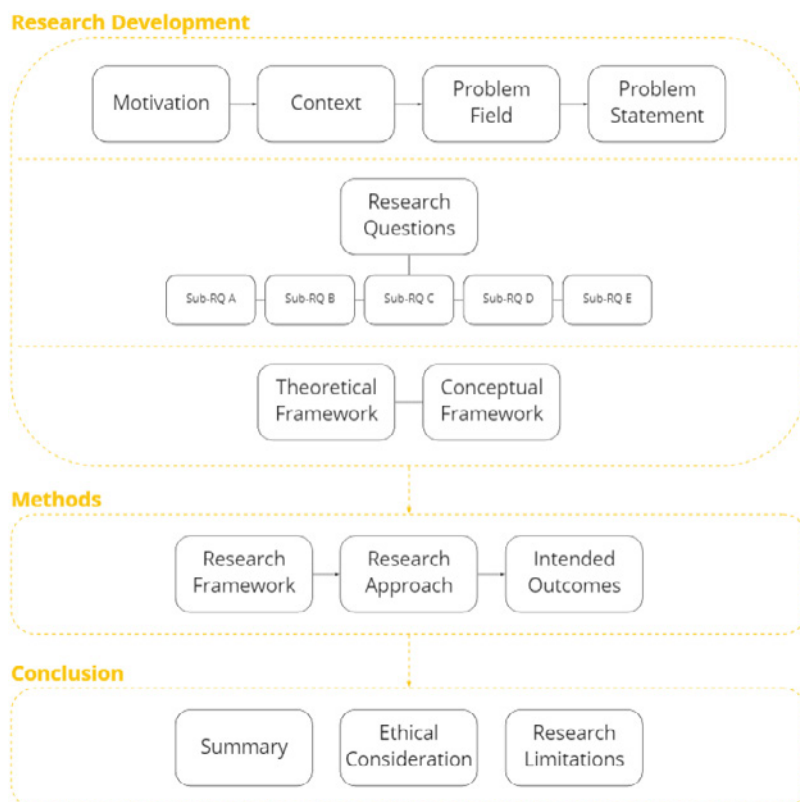 Research Development
Motivation
Context
Problem
Field
Problem
Statement
Research
Questions
Sub-RQ A
Sub-RQ B
Sub-RQ C
Sub-RQ D
Sub-RQ E
Theoretical
Framework
Conceptual
Framework
Methods
Research
Framework
Research
Approach
Intended
Outcomes
Conclusion
Summary
Ethical
Consideration
Research
Limitations